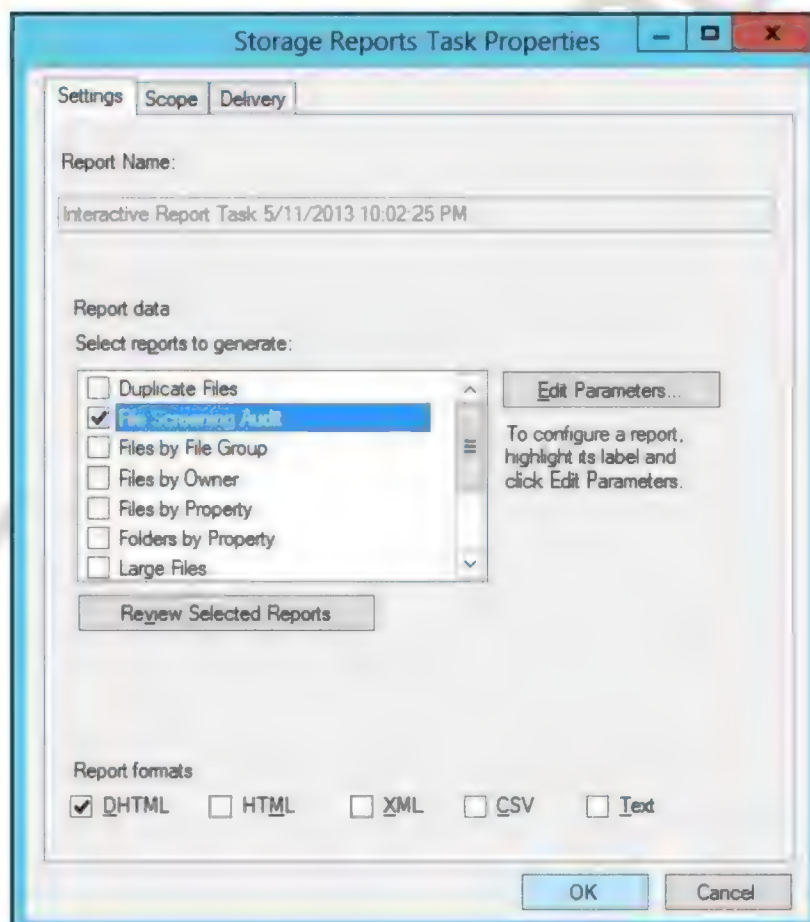 Storage Reports Task Properties
Settings Scope Delivery
Report Name:
Interactive Report Task 5/11/2013 10:02:25 PM
Report data
Select reports to generate:
Duplicate Files
File Screening Audit
Files by File Group
Files by Owner
Files by Property
Folders by Property
Large Files
Edit Parameters...
To configure a report,
highlight its label and
click Edit Parameters.
Review Selected Reports
Report formats
DHTML HTML XML CSV Text
OK Cancel